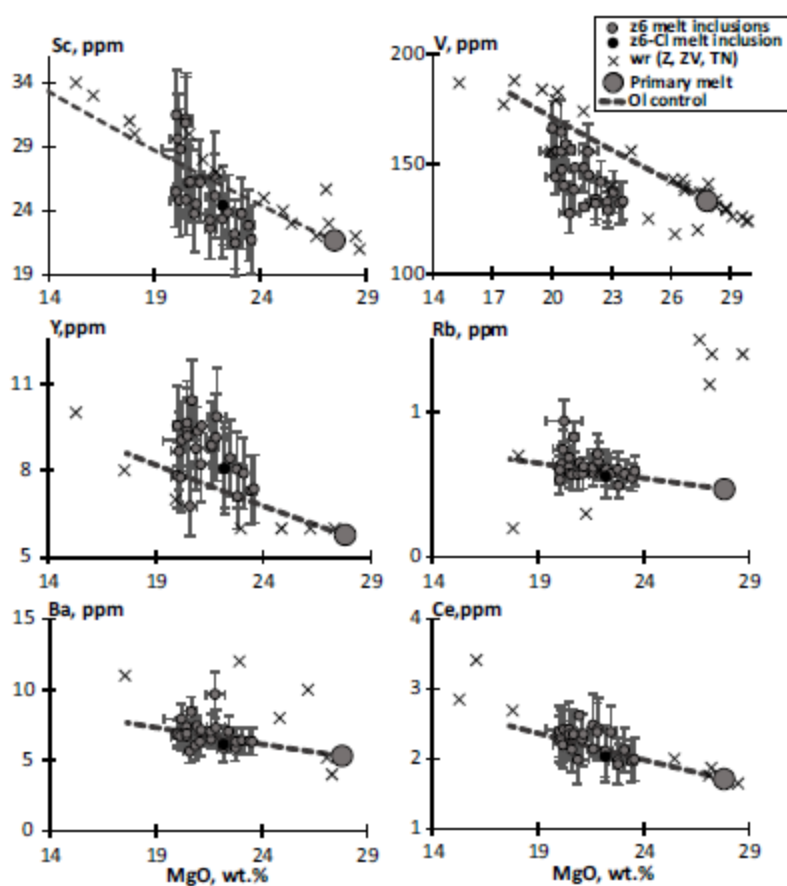 Sc, ppm
34
29
24
19
14 19 24 29
V, ppm
200
150
100
14 17 20 23 26 29
z6 melt inclusions
z6-Cl melt inclusion
wr (Z, ZV, TN)
Primary melt
Ol control
Y,ppm
11
8
5
14 19 24 29
Rb, ppm
1
0
14 19 24 29
Ba, ppm
15
10
5
0
14 19 24 29
MgO, wt.%
Ce,ppm
4
3
2
1
14 19 24 29
MgO, wt.%